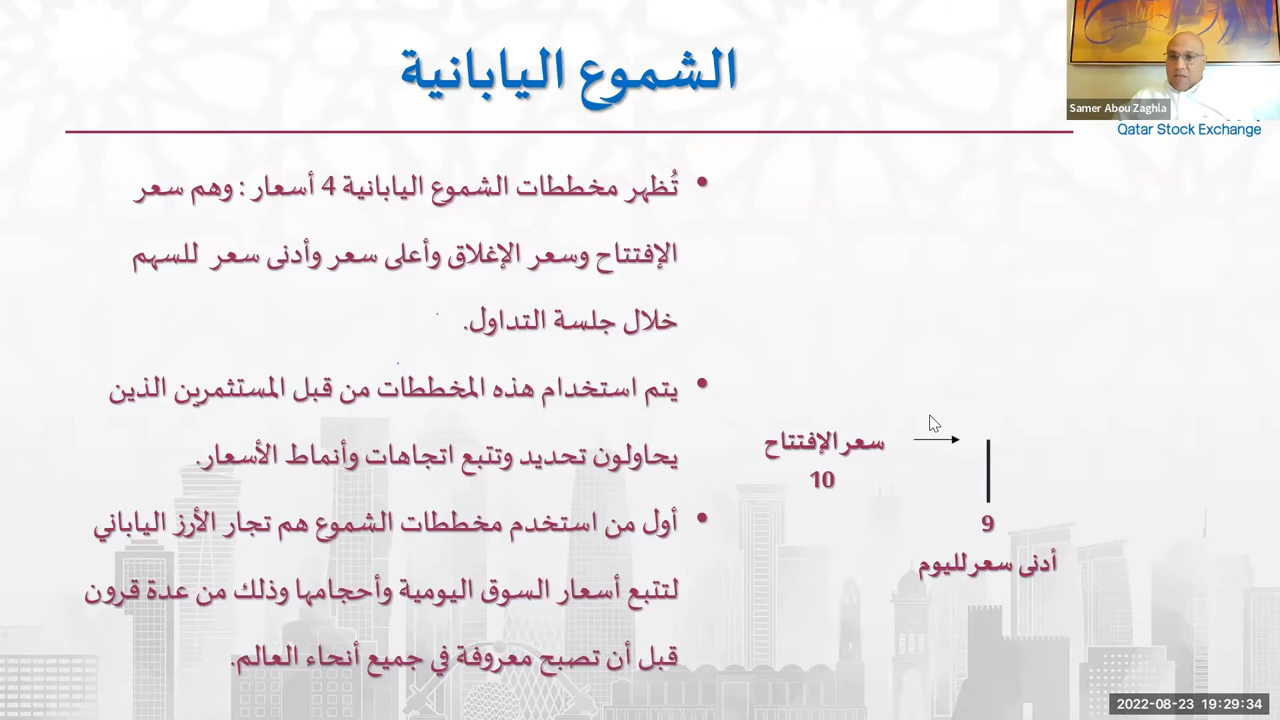 الشموع اليابانية
Samer Abou Zaghla
Qatar Stock Exchange
• تُظهر مخططات الشموع اليابانية 4 أسعار : وهم سعر
الإفتتاح وسعر الإغلاق وأعلى سعر وأدنى سعر للسهم
خلال جلسة التداول.
• يتم استخدام هذه المخططات من قبل المستثمرين الذين
يحاولون تحديد وتتبع اتجاهات وأنماط الأسعار.
• أول من استخدم مخططات الشموع هم تجار الأرز الياباني
لتتبع أسعار السوق اليومية وأحجامها وذلك من عدة قرون
قبل أن تصبح معروفة في جميع أنحاء العالم.
سعر الإفتتاح
10
9
أدنى سعر لليوم
2022-08-23 19:29:34